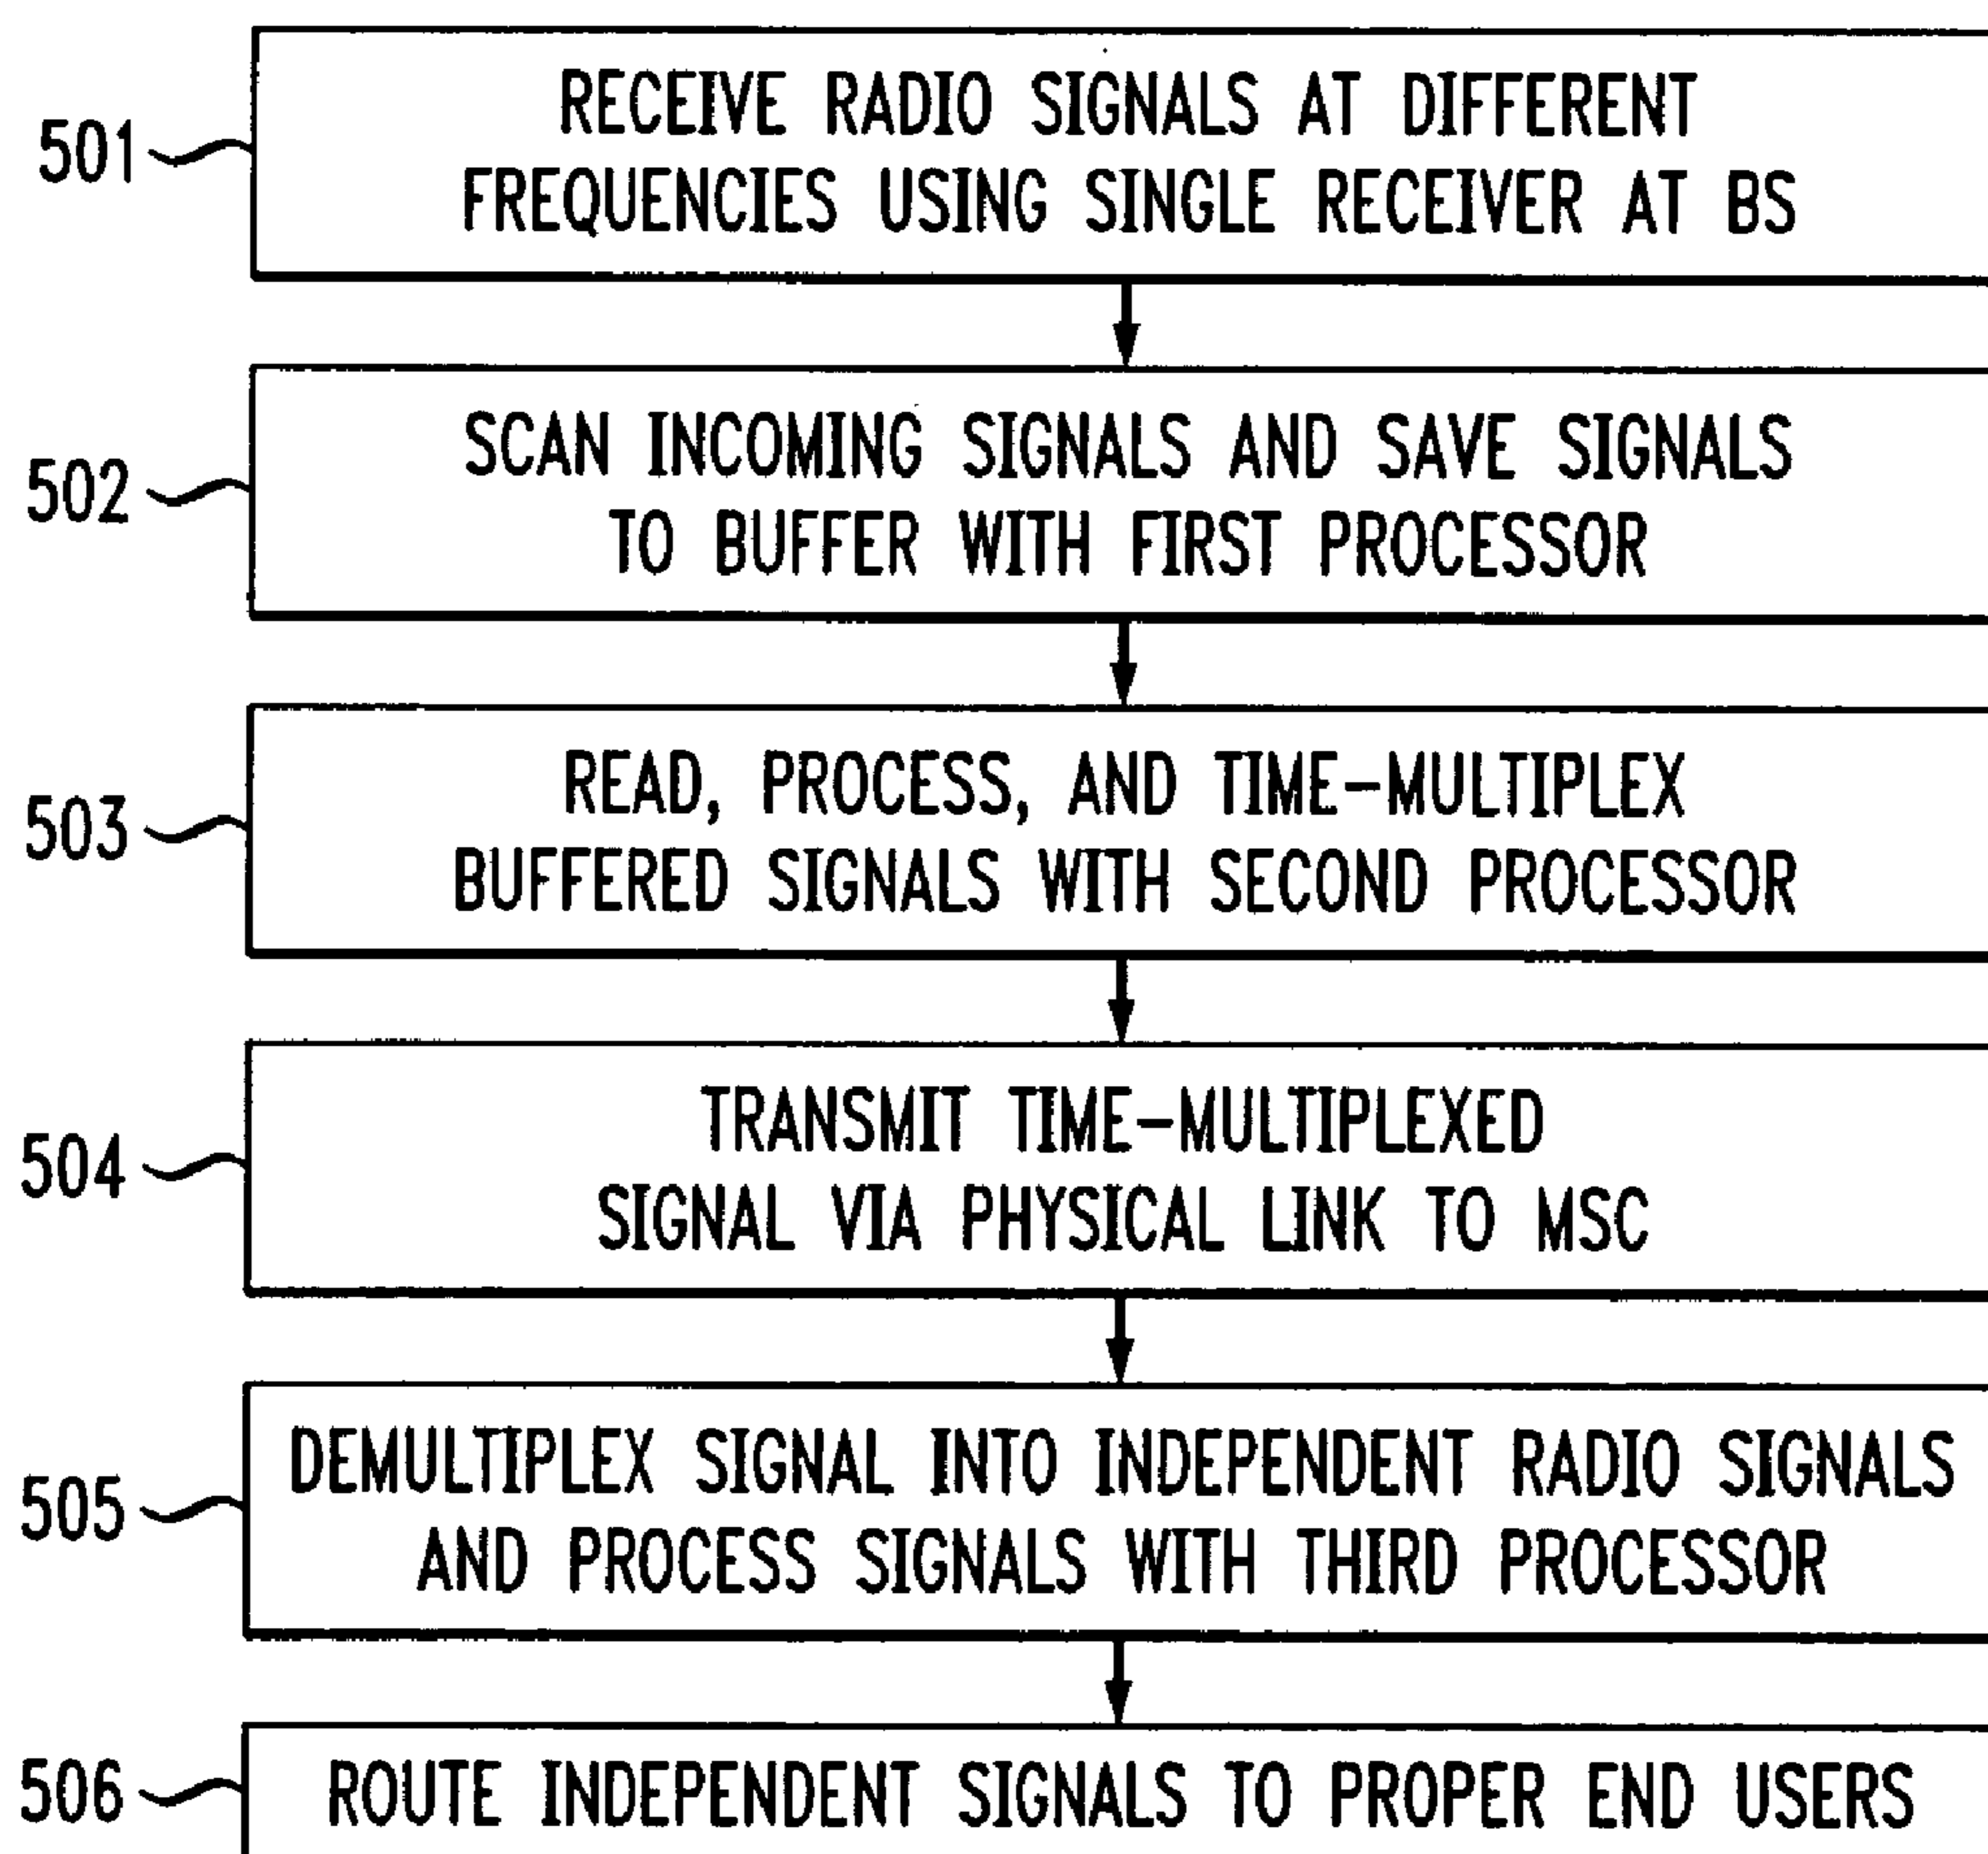 501
RECEIVE RADIO SIGNALS AT DIFFERENT
FREQUENCIES USING SINGLE RECEIVER AT BS
502
SCAN INCOMING SIGNALS AND SAVE SIGNALS
TO BUFFER WITH FIRST PROCESSOR
503
READ, PROCESS, AND TIME-MULTIPLEX
BUFFERED SIGNALS WITH SECOND PROCESSOR
504
TRANSMIT TIME-MULTIPLEXED
SIGNAL VIA PHYSICAL LINK TO MSC
505
DEMULTIPLEX SIGNAL INTO INDEPENDENT RADIO SIGNALS
AND PROCESS SIGNALS WITH THIRD PROCESSOR
506
ROUTE INDEPENDENT SIGNALS TO PROPER END USERS